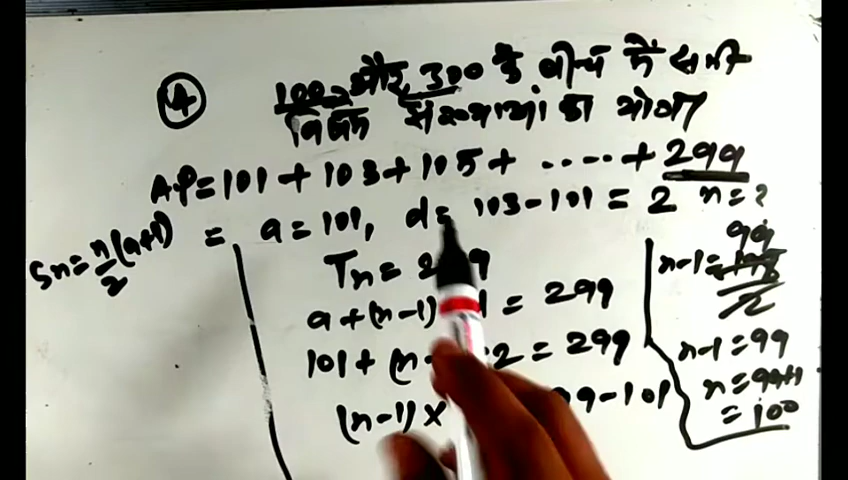 4 100 और 300 के बीच में सभी
विषम संख्याओं का योग
AP = 101 + 103 + 105 + ..... + 299
= a = 101, d = 103 - 101 = 2 n = ?
Sn = n/2 (a+l)
Tn = 299
a + (n-1) = 299
101 + (n 2 = 299
(n-1) × 99 - 101
99
n-1 = 198/2
n-1 = 99
n = 99+1
= 100